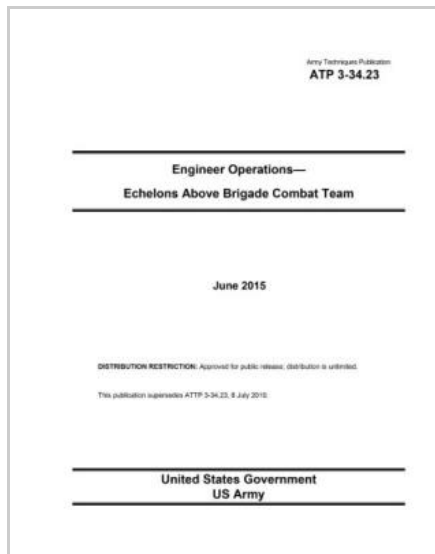 Army Techniques Publication
ATP 3-34.23
Engineer Operations—
Echelons Above Brigade Combat Team
June 2015
DISTRIBUTION RESTRICTION: Approved for public release; distribution is unlimited.
This publication supersedes ATTP 3-34.23, 8 July 2010.
United States Government
US Army